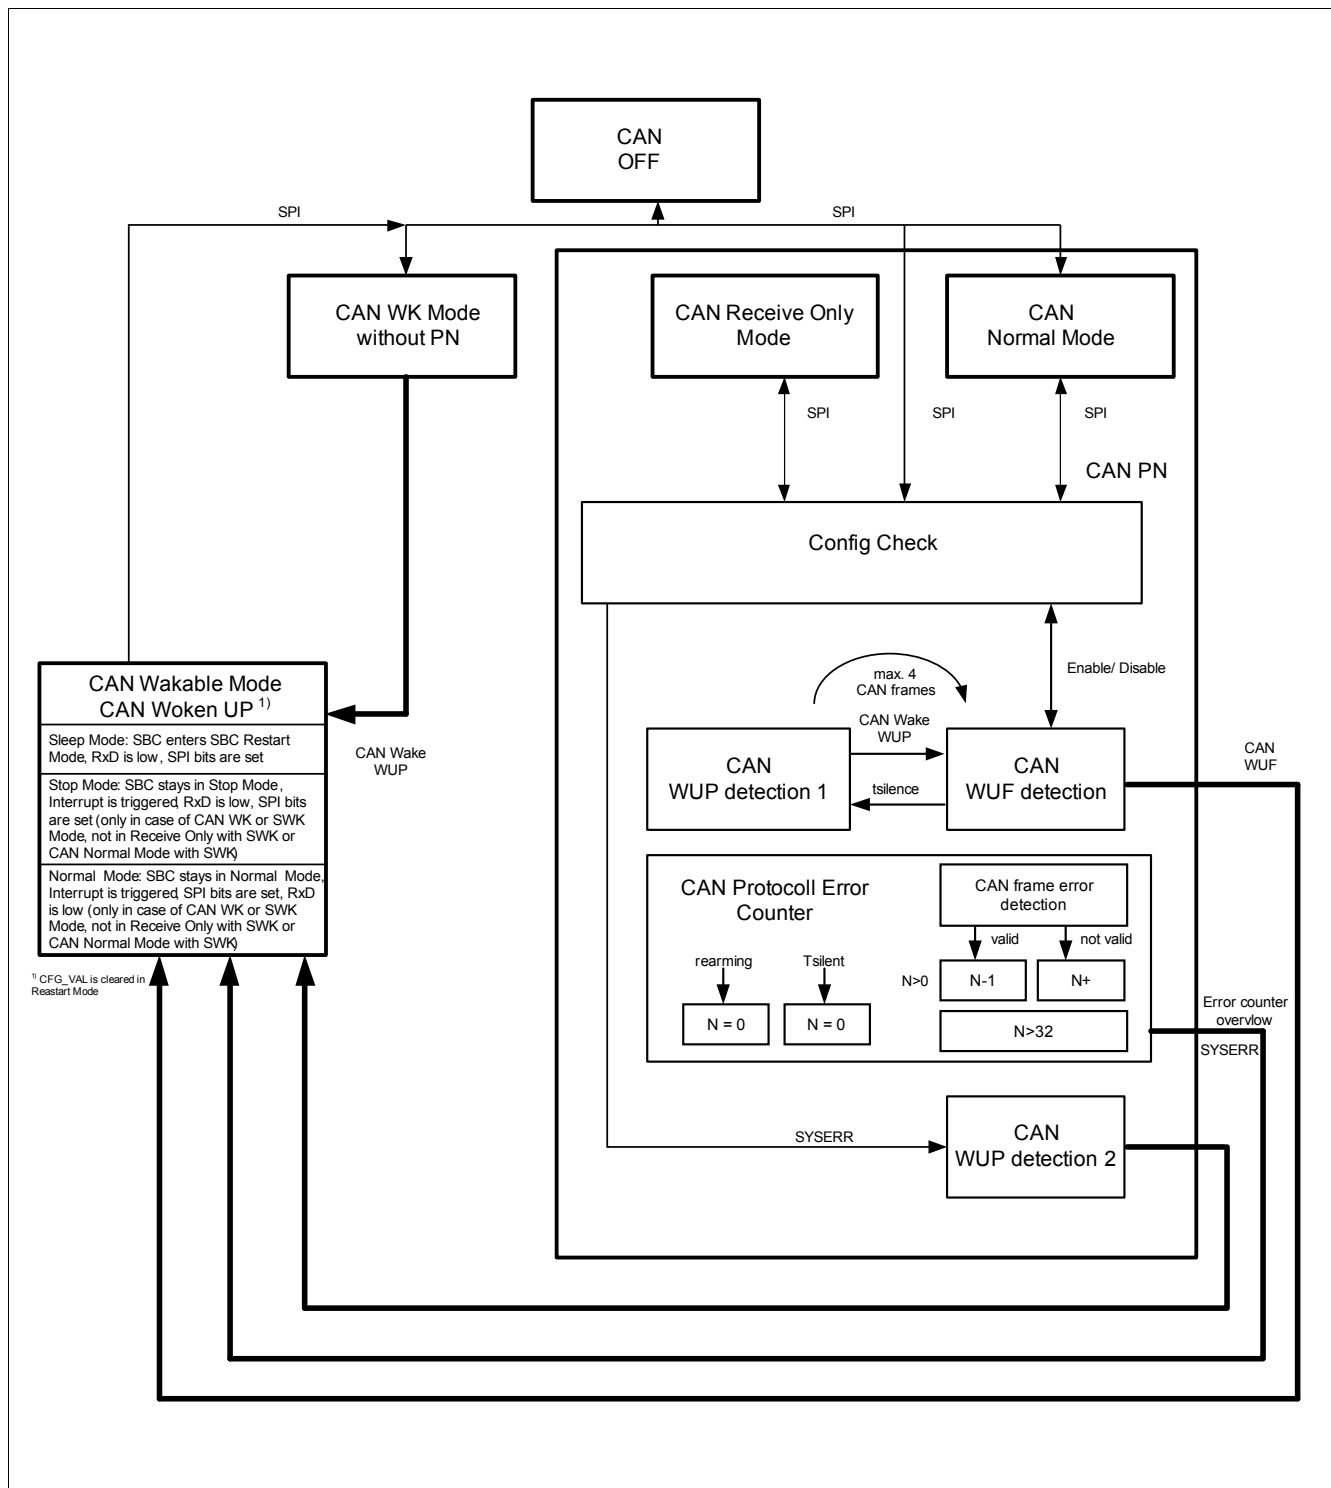 CAN
OFF
SPI
SPI
CAN WK Mode
without PN
CAN Receive Only
Mode
CAN
Normal Mode
SPI
SPI
SPI
CAN PN
Config Check
CAN Wakable Mode
CAN Woken UP 1)
Sleep Mode: SBC enters SBC Restart
Mode, RxD is low, SPI bits are set
Stop Mode: SBC stays in Stop Mode,
Interrupt is triggered, RxD is low, SPI bits
are set (only in case of CAN WK or SWK
Mode, not in Receive Only with SWK or
CAN Normal Mode with SWK)
Normal Mode: SBC stays in Normal Mode,
Interrupt is triggered, SPI bits are set, RxD
is low (only in case of CAN WK or SWK
Mode, not in Receive Only with SWK or
CAN Normal Mode with SWK)
1) CFG_VAL is cleared in
Reastart Mode
CAN Wake
WUP
max. 4
CAN frames
Enable/ Disable
CAN Wake
WUP
CAN
WUP detection 1
tsilence
CAN
WUF detection
CAN
WUF
CAN Protocoll Error
Counter
CAN frame error
detection
valid
not valid
rearming
Tsilent
N>0
N-1
N+
N = 0
N = 0
N>32
Error counter
overvlow
SYSERR
SYSERR
CAN
WUP detection 2